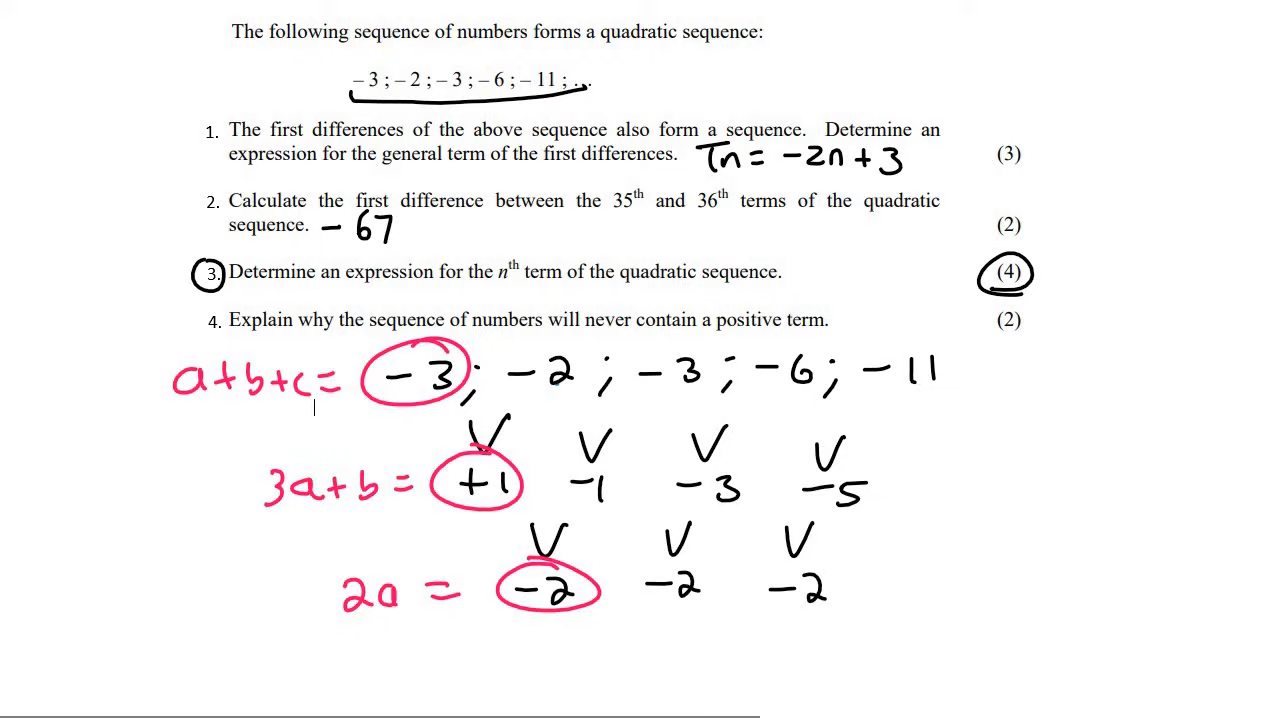 The following sequence of numbers forms a quadratic sequence:
– 3 ; – 2 ; – 3 ; – 6 ; – 11 ; …
1. The first differences of the above sequence also form a sequence. Determine an
expression for the general term of the first differences. Tn = -2n + 3 (3)
2. Calculate the first difference between the 35th and 36th terms of the quadratic
sequence. - 67 (2)
3. Determine an expression for the nth term of the quadratic sequence. (4)
4. Explain why the sequence of numbers will never contain a positive term. (2)
a+b+c= -3 ; -2 ; -3 ; -6 ; -11
3a+b = +1 -1 -3 -5
2a = -2 -2 -2